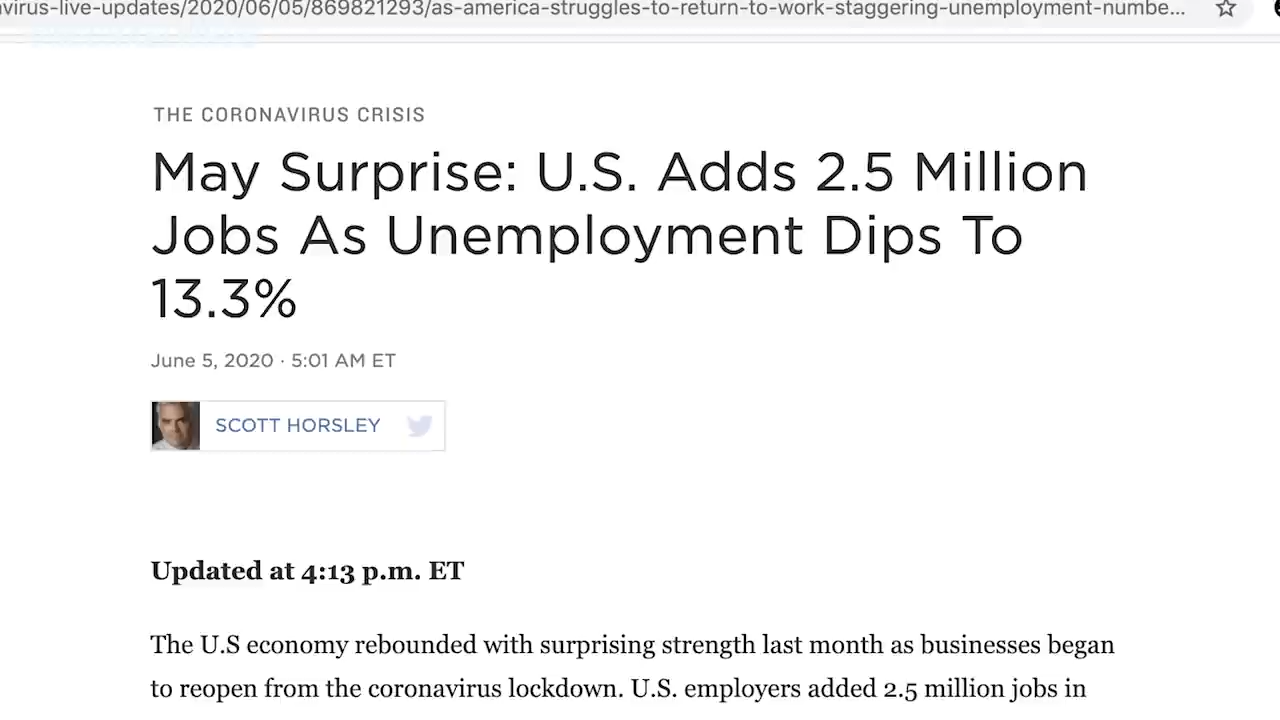 virus-live-updates/2020/06/05/869821293/as-america-struggles-to-return-to-work-staggering-unemployment-numbe...
THE CORONAVIRUS CRISIS
May Surprise: U.S. Adds 2.5 Million
Jobs As Unemployment Dips To
13.3%
June 5, 2020 · 5:01 AM ET
SCOTT HORSLEY
Updated at 4:13 p.m. ET
The U.S economy rebounded with surprising strength last month as businesses began
to reopen from the coronavirus lockdown. U.S. employers added 2.5 million jobs in